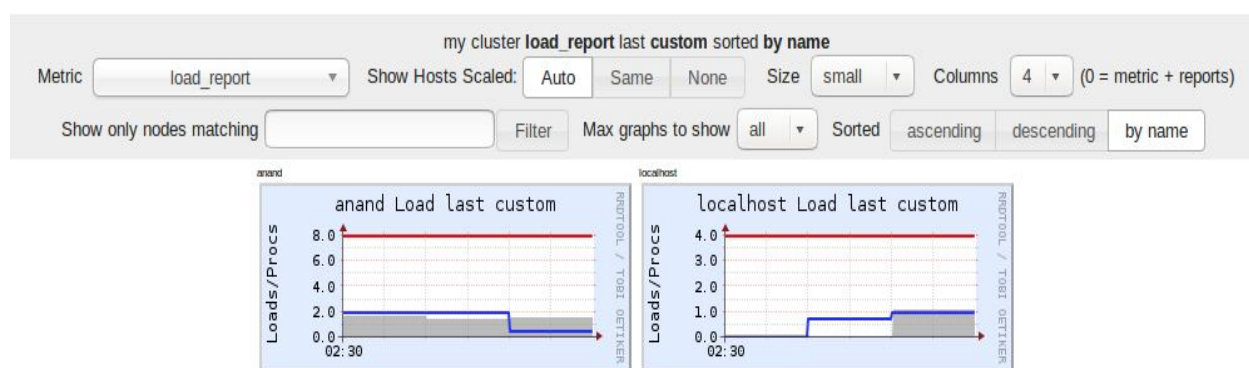 my cluster load_report last custom sorted by name
Metric load_report Show Hosts Scaled: Auto Same None Size small Columns 4 (0 = metric + reports)
Show only nodes matching Filter Max graphs to show all Sorted ascending descending by name
anand
anand Load last custom
Loads/Procs
8.0
6.0
4.0
2.0
0.0
02:30
RRDTOOL / TOBI OETIKER
localhost
localhost Load last custom
Loads/Procs
4.0
3.0
2.0
1.0
0.0
02:30
RRDTOOL / TOBI OETIKER